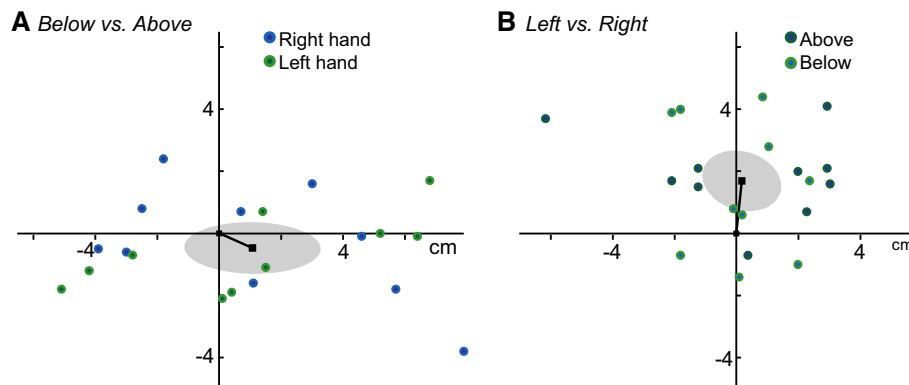 A Below vs. Above
Right hand
Left hand
4
-4
4
cm
-4
B Left vs. Right
Above
Below
4
-4
4
cm
-4